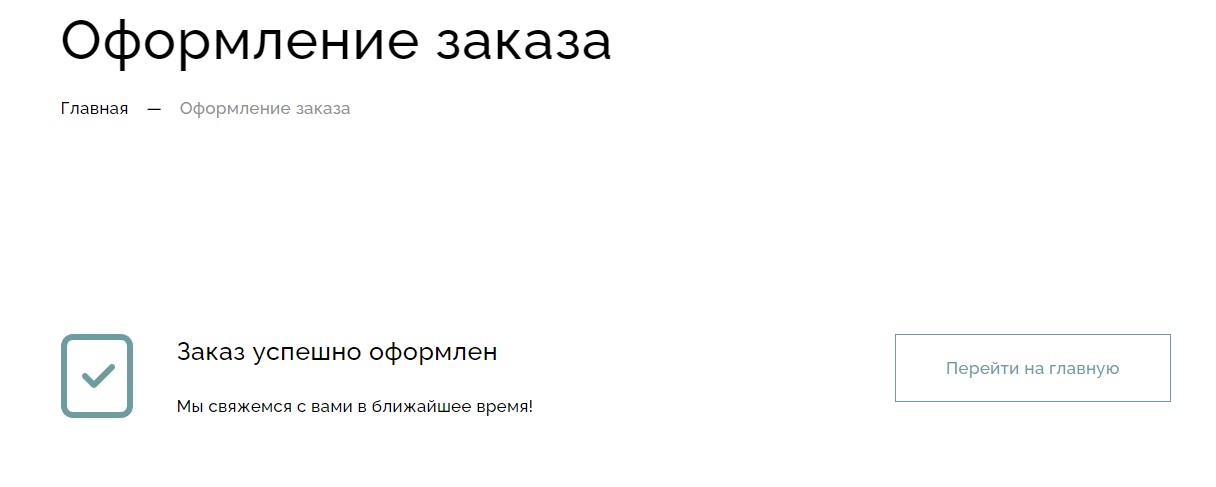 Оформление заказа
Главная — Оформление заказа
Заказ успешно оформлен
Мы свяжемся с вами в ближайшее время!
Перейти на главную